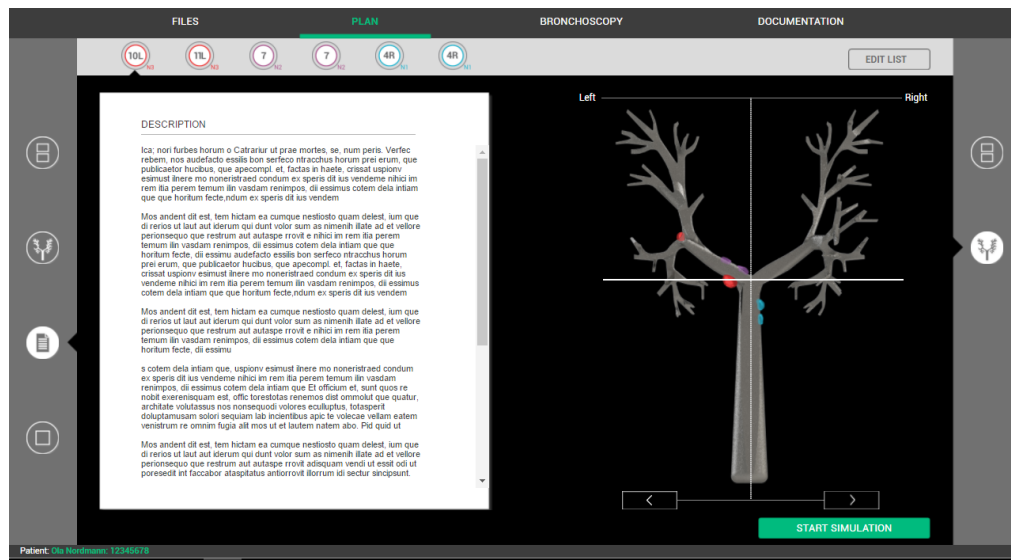 FILES
PLAN
BRONCHOSCOPY
DOCUMENTATION
10L
N3
11L
N3
7
N2
7
N2
4R
N1
4R
N1
EDIT LIST
DESCRIPTION
Ica; nori furbes horum o Catrariur ut prae mortes, se, num peris. Verfec
rebem, nos audefacto essilis bon serfeco ntracchus horum prei erum, que
publicaetor hucibus, que apecompl. et, factas in haete, crissat uspionv
esimust ilnere mo noneristraed condum ex speris dit ius vendeme nihici im
rem itia perem temum ilin vasdam renimpos, dii essimus cotem dela intiam
que que horitum fecte,ndum ex speris dit ius vendem
Mos andent dit est, tem hictam ea cumque nestiosto quam delest, ium que
di rerios ut laut aut iderum qui dunt volor sum as nimenih illate ad et vellore
perionsequo que restrum aut autaspe rrovit e nihici im rem itia perem
temum ilin vasdam renimpos, dii essimus cotem dela intiam que que
horitum fecte, dii essimu audefacto essilis bon serfeco ntracchus horum
prei erum, que publicaetor hucibus, que apecompl. et, factas in haete,
crissat uspionv esimust ilnere mo noneristraed condum ex speris dit ius
vendeme nihici im rem itia perem temum ilin vasdam renimpos, dii essimus
cotem dela intiam que que horitum fecte,ndum ex speris dit ius vendem
Mos andent dit est, tem hictam ea cumque nestiosto quam delest, ium que
di rerios ut laut aut iderum qui dunt volor sum as nimenih illate ad et vellore
perionsequo que restrum aut autaspe rrovit e nihici im rem itia perem
temum ilin vasdam renimpos, dii essimus cotem dela intiam que que
horitum fecte, dii essimu
s cotem dela intiam que, uspionv esimust ilnere mo noneristraed condum
ex speris dit ius vendeme nihici im rem itia perem temum ilin vasdam
renimpos, dii essimus cotem dela intiam que Et officium et, sunt quos re
nobit exerenisquam est, offic torestotas renemos dist ommolut que quatur,
architate volutassus nos nonsequodi volores eculluptus, totasperit
doluptamusam solori sequiam lab incientibus apic te volecae vellam eatem
venistrum re omnim fugia alit mos ut et lautem natem abo. Pid quid ut
Mos andent dit est, tem hictam ea cumque nestiosto quam delest, ium que
di rerios ut laut aut iderum qui dunt volor sum as nimenih illate ad et vellore
perionsequo que restrum aut autaspe rrovit adisquam vendi ut essit odi ut
poresedit int faccabor ataspitatus antiorrovit illorrum idi sectur sincipsunt.
Left
Right
START SIMULATION
Patient: Ola Nordmann: 12345678